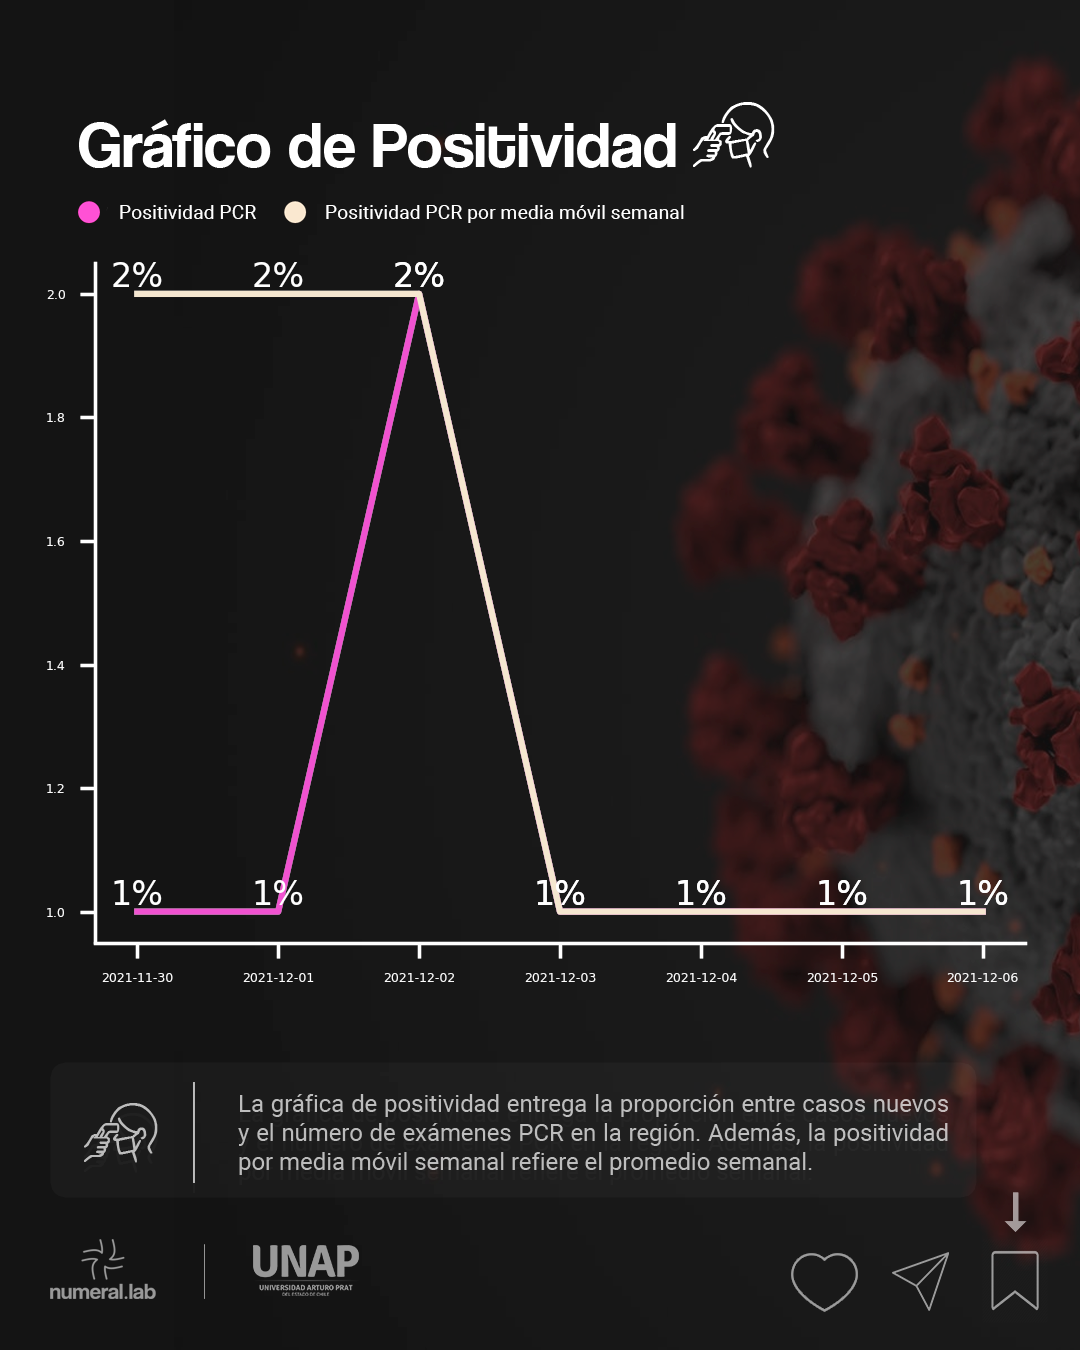 Gráfico de Positividad
Positividad PCR Positividad PCR por media móvil semanal
2% 2% 2%
2.0
1.8
1.6
1.4
1.2
1% 1% 1% 1% 1% 1%
1.0
2021-11-30 2021-12-01 2021-12-02 2021-12-03 2021-12-04 2021-12-05 2021-12-06
La gráfica de positividad entrega la proporción entre casos nuevos
y el número de exámenes PCR en la región. Además, la positividad
por media móvil semanal refiere el promedio semanal.
numeral.lab
UNAP
UNIVERSIDAD ARTURO PRAT
DEL ESTADO DE CHILE